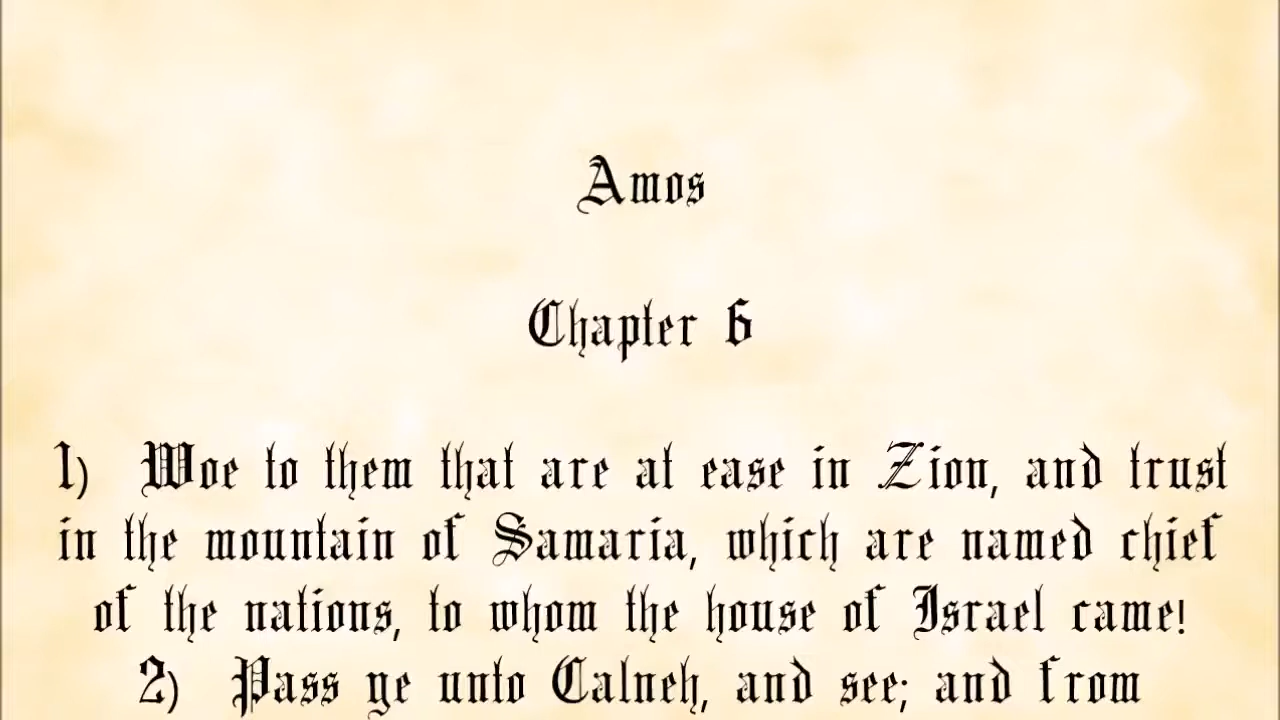 Amos
Chapter 6
1) Woe to them that are at ease in Zion, and trust
in the mountain of Samaria, which are named chief
of the nations, to whom the house of Israel came!
2) Pass ye unto Calneh, and see; and from